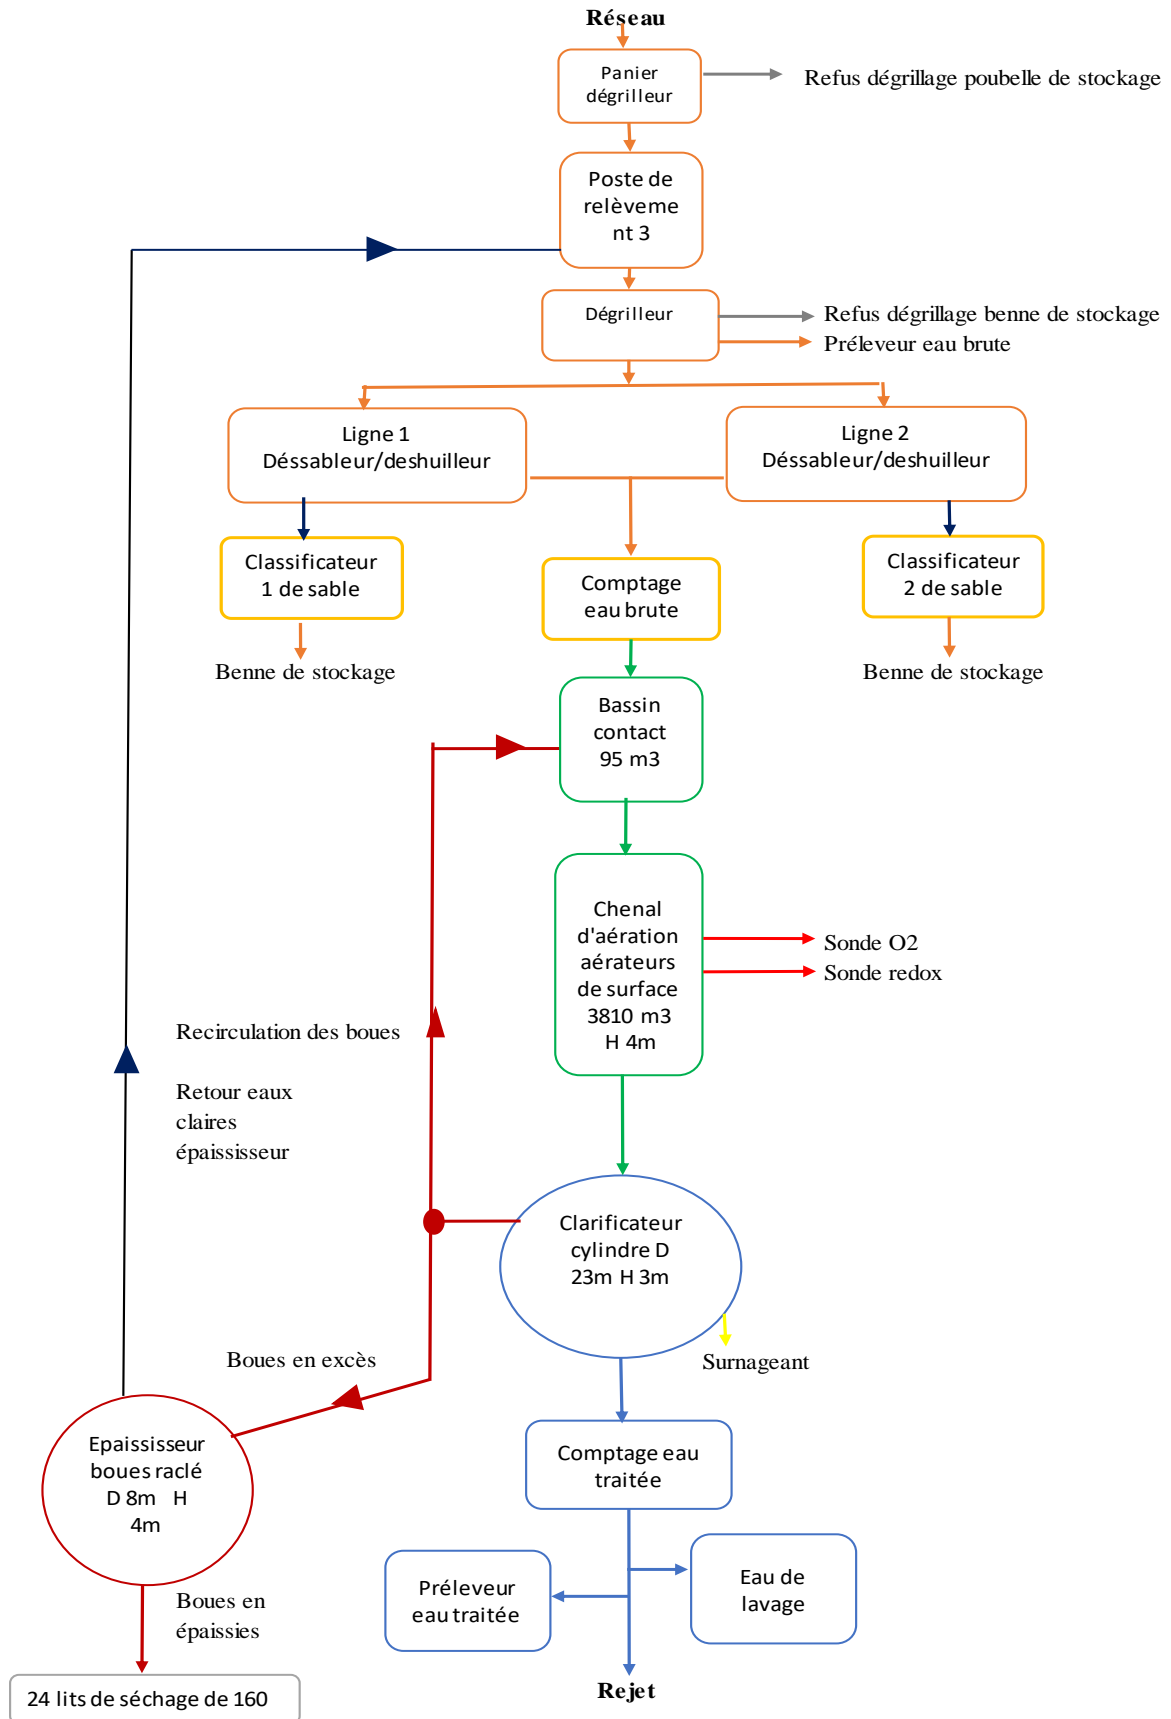 Réseau
Panier
dégrilleur
Refus dégrillage poubelle de stockage
Poste de
relèveme
nt 3
Dégrilleur
Refus dégrillage benne de stockage
Préleveur eau brute
Ligne 1
Déssableur/deshuilleur
Ligne 2
Déssableur/deshuilleur
Classificateur
1 de sable
Comptage
eau brute
Classificateur
2 de sable
Benne de stockage
Benne de stockage
Bassin
contact
95 m3
Chenal
d'aération
aérateurs
de surface
3810 m3
H 4m
Sonde O2
Sonde redox
Recirculation des boues
Retour eaux
claires
épaississeur
Clarificateur
cylindre D
23m H 3m
Surnageant
Boues en excès
Epaississeur
boues raclé
D 8m H
4m
Comptage eau
traitée
Préleveur
eau traitée
Eau de
lavage
Boues en
épaissies
24 lits de séchage de 160
Rejet